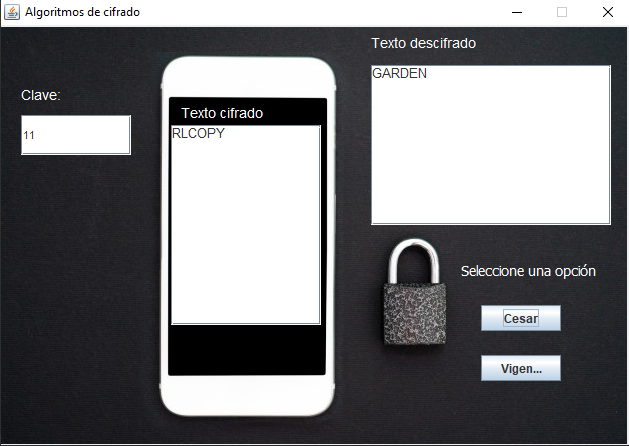 Algoritmos de cifrado
Texto descifrado
GARDEN
Clave:
11
Texto cifrado
RLCOPY
Seleccione una opción
Cesar
Vigen...